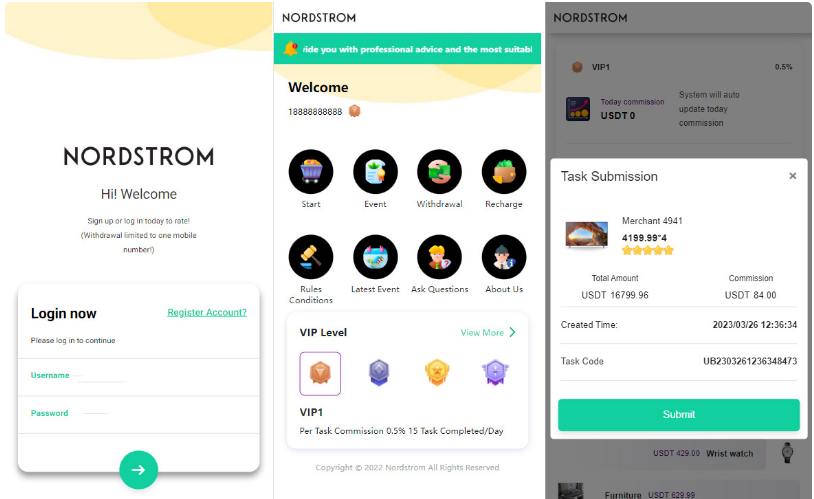 NORDSTROM
Hi! Welcome
Sign up or log in today to rate!
(Withdrawal limited to one mobile
number!)
Login now
Register Account?
Please log in to continue
Username
Password
NORDSTROM
ride you with professional advice and the most suitabl
Welcome
18888888888
Start
Event
Withdrawal
Recharge
Rules
Conditions
Latest Event
Ask Questions
About Us
VIP Level
View More
VIP1
Per Task Commission 0.5% 15 Task Completed/Day
Copyright © 2022 Nordstrom All Rights Reserved
NORDSTROM
VIP1
0.5%
Today commission
USDT 0
System will auto
update today
commission
Task Submission
×
Merchant 4941
4199.99*4
Total Amount
Commission
USDT 16799.96
USDT 84.00
Created Time:
2023/03/26 12:36:34
Task Code
UB2303261236348473
Submit
USDT 429.00 Wrist watch
Furniture USDT 629.99